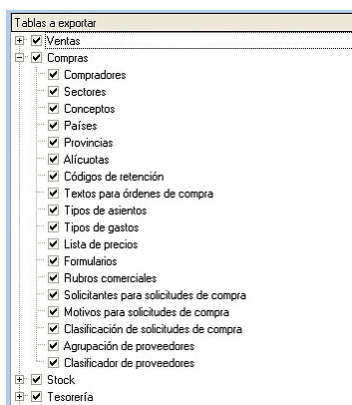 Tablas a exportar
Ventas
Compras
Compradores
Sectores
Conceptos
Países
Provincias
Alícuotas
Códigos de retención
Textos para órdenes de compra
Tipos de asientos
Tipos de gastos
Lista de precios
Formularios
Rubros comerciales
Solicitantes para solicitudes de compra
Motivos para solicitudes de compra
Clasificación de solicitudes de compra
Agrupación de proveedores
Clasificador de proveedores
Stock
Tesorería